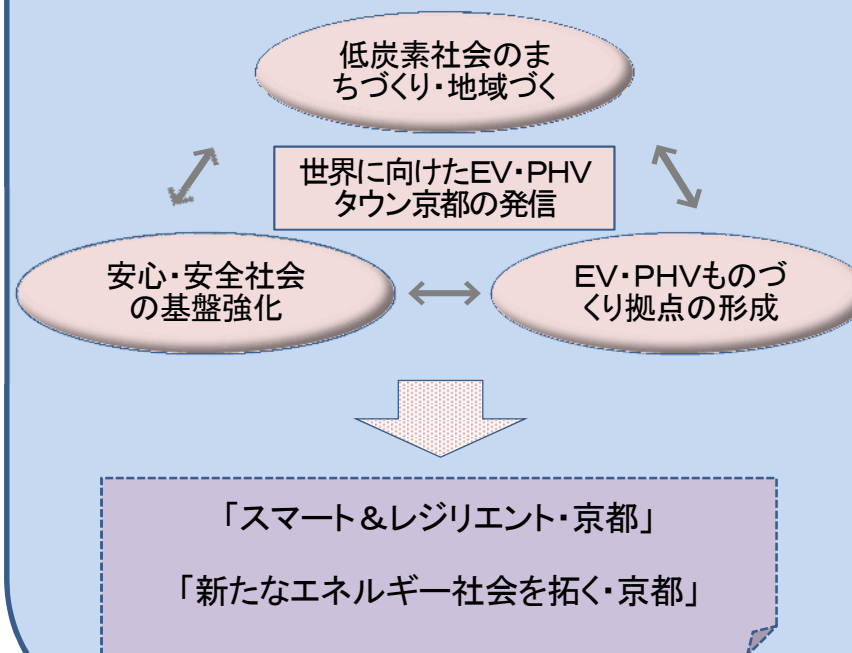 低炭素社会のま
ちづくり・地域づく
世界に向けたEV・PHV
タウン京都の発信
安心・安全社会
の基盤強化
EV・PHVものづ
くり拠点の形成
「スマート＆レジリエント・京都」
「新たなエネルギー社会を拓く・京都」